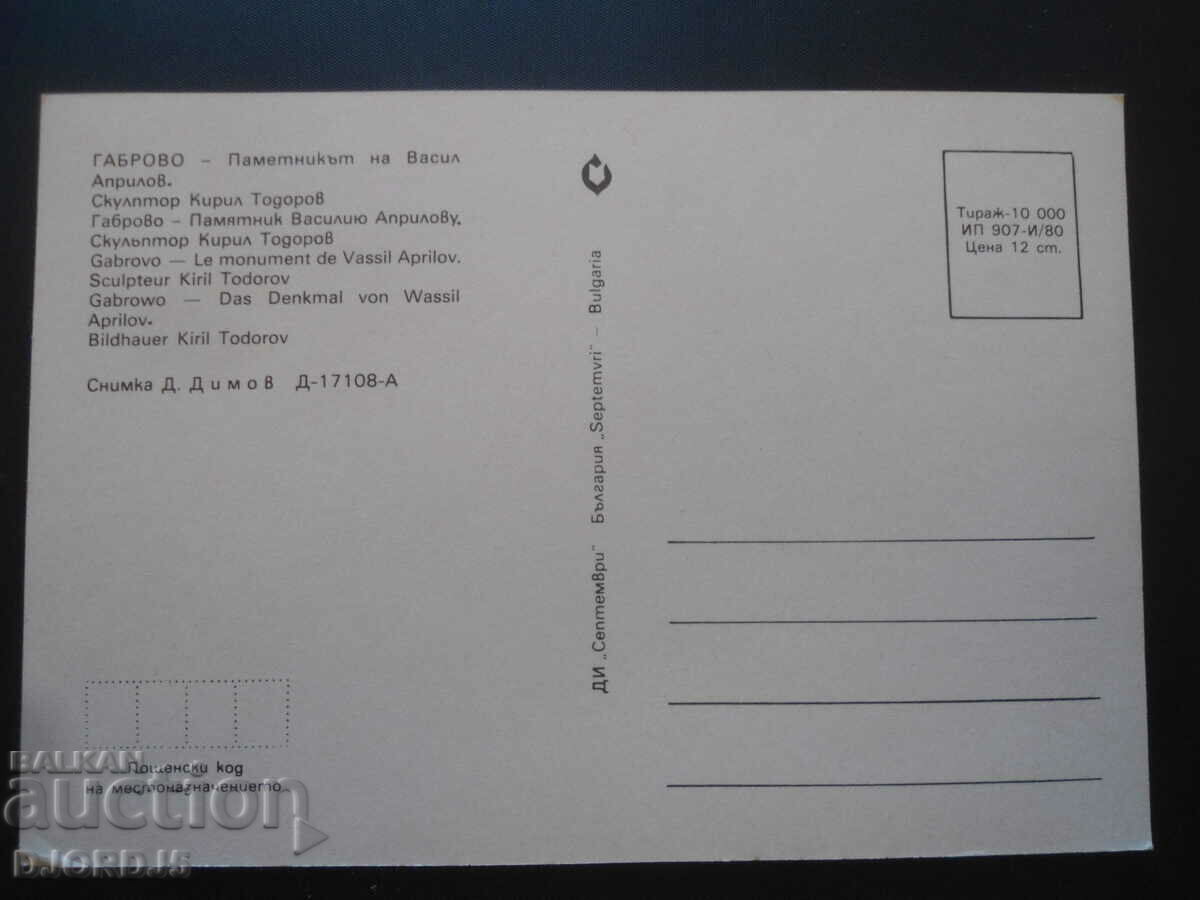 ГАБРОВО – Паметникът на Васил
Априлов.
Скулптор Кирил Тодоров
Габрово – Памятник Василию Априлову.
Скульптор Кирил Тодоров
Gabrovo — Le monument de Vassil Aprilov.
Sculpteur Kiril Todorov
Gabrowo — Das Denkmal von Wassil
Aprilov.
Bildhauer Kiril Todorov
Снимка Д. Димов Д-17108-А
Пощенски код
на местоназначението
ДИ „Септември" България „Septemvri" – Bulgaria
Тираж-10 000
ИП 907-И/80
Цена 12 ст.
BALKAN
auction
DJORDJ5